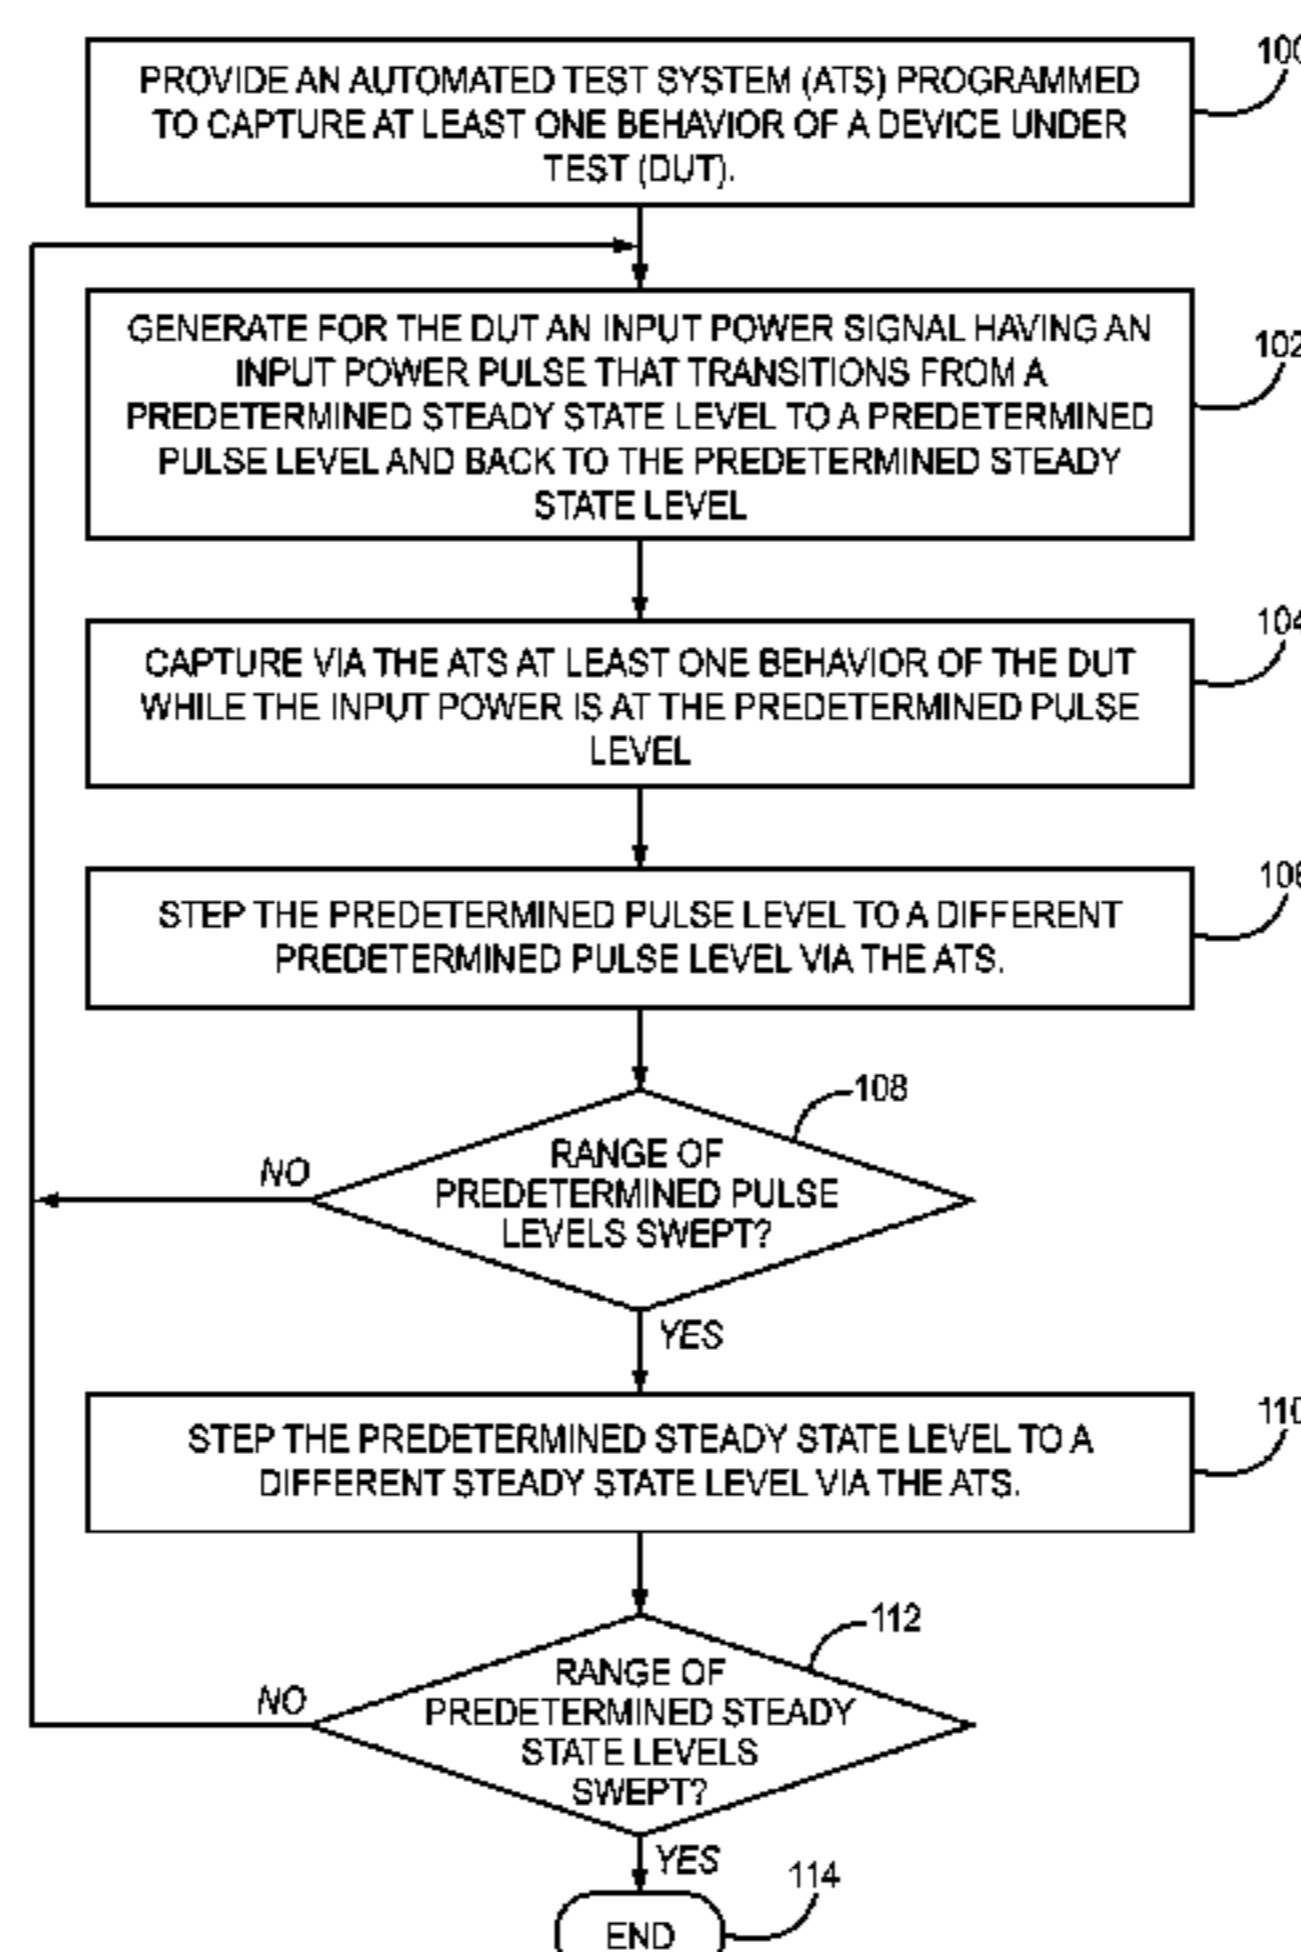 100
PROVIDE AN AUTOMATED TEST SYSTEM (ATS) PROGRAMMED
TO CAPTURE AT LEAST ONE BEHAVIOR OF A DEVICE UNDER
TEST (DUT).
102
GENERATE FOR THE DUT AN INPUT POWER SIGNAL HAVING AN
INPUT POWER PULSE THAT TRANSITIONS FROM A
PREDETERMINED STEADY STATE LEVEL TO A PREDETERMINED
PULSE LEVEL AND BACK TO THE PREDETERMINED STEADY
STATE LEVEL
104
CAPTURE VIA THE ATS AT LEAST ONE BEHAVIOR OF THE DUT
WHILE THE INPUT POWER IS AT THE PREDETERMINED PULSE
LEVEL
106
STEP THE PREDETERMINED PULSE LEVEL TO A DIFFERENT
PREDETERMINED PULSE LEVEL VIA THE ATS.
108
RANGE OF
PREDETERMINED PULSE
LEVELS SWEPT?
NO
YES
110
STEP THE PREDETERMINED STEADY STATE LEVEL TO A
DIFFERENT STEADY STATE LEVEL VIA THE ATS.
112
RANGE OF
PREDETERMINED STEADY
STATE LEVELS
SWEPT?
NO
YES
114
END